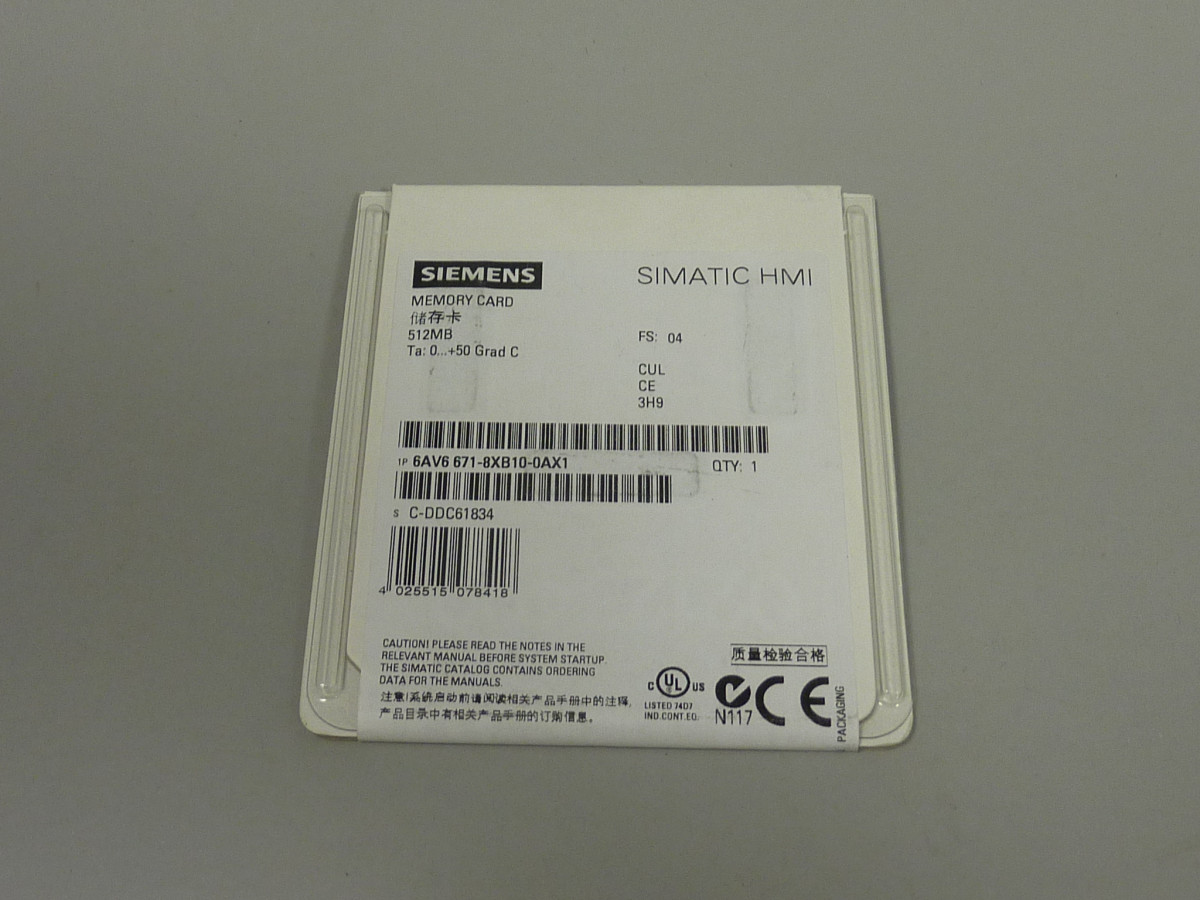 SIEMENS
SIMATIC HMI
MEMORY CARD
储存卡
512MB
FS: 04
Ta: 0...+50 Grad C
CUL
CE
3H9
1P 6AV6 671-8XB10-0AX1
QTY: 1
S C-DDC61834
4 025515 078418
CAUTION! PLEASE READ THE NOTES IN THE
RELEVANT MANUAL BEFORE SYSTEM STARTUP.
THE SIMATIC CATALOG CONTAINS ORDERING
DATA FOR THE MANUALS.
注意!系统启动前请阅读相关产品手册中的注释,
产品目录中有相关产品手册的订购信息。
质量检验合格
C UL US
LISTED 74D7
IND.CONT.EQ.
N117
CE
PACKAGING